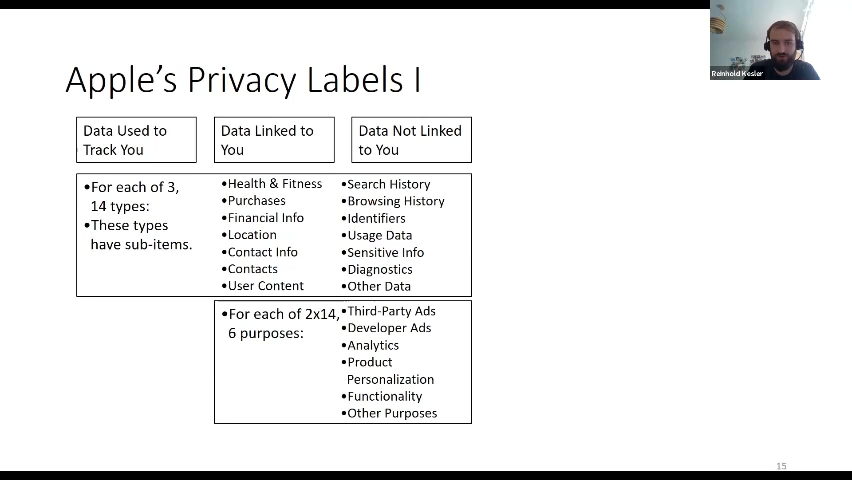 Reinhold Kesler
Apple's Privacy Labels I
Data Used to
Track You
Data Linked to
You
Data Not Linked
to You
•For each of 3,
14 types:
•These types
have sub-items.
•Health & Fitness
•Purchases
•Financial Info
•Location
•Contact Info
•Contacts
•User Content
•Search History
•Browsing History
•Identifiers
•Usage Data
•Sensitive Info
•Diagnostics
•Other Data
•For each of 2x14,
6 purposes:
•Third-Party Ads
•Developer Ads
•Analytics
•Product
Personalization
•Functionality
•Other Purposes
15